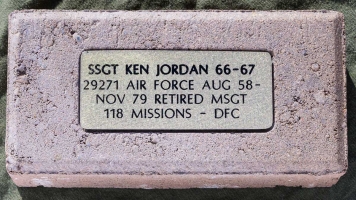 SSGT KEN JORDAN 66-67
29271 AIR FORCE AUG 58-
NOV 79 RETIRED MSGT
118 MISSIONS - DFC